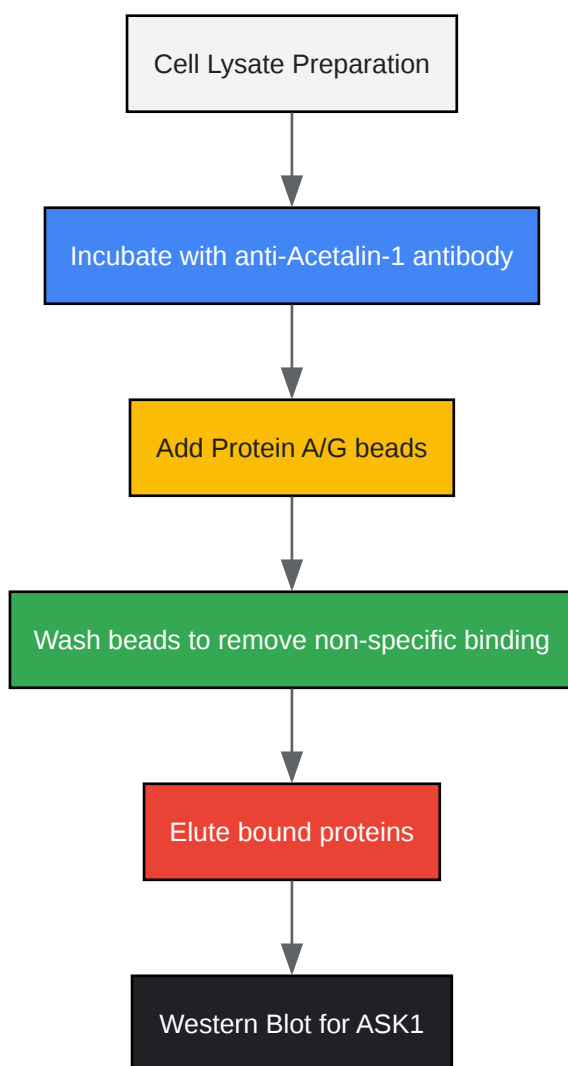 Cell Lysate Preparation
Incubate with anti-Acetalin-1 antibody
Add Protein A/G beads
Wash beads to remove non-specific binding
Elute bound proteins
Western Blot for ASK1